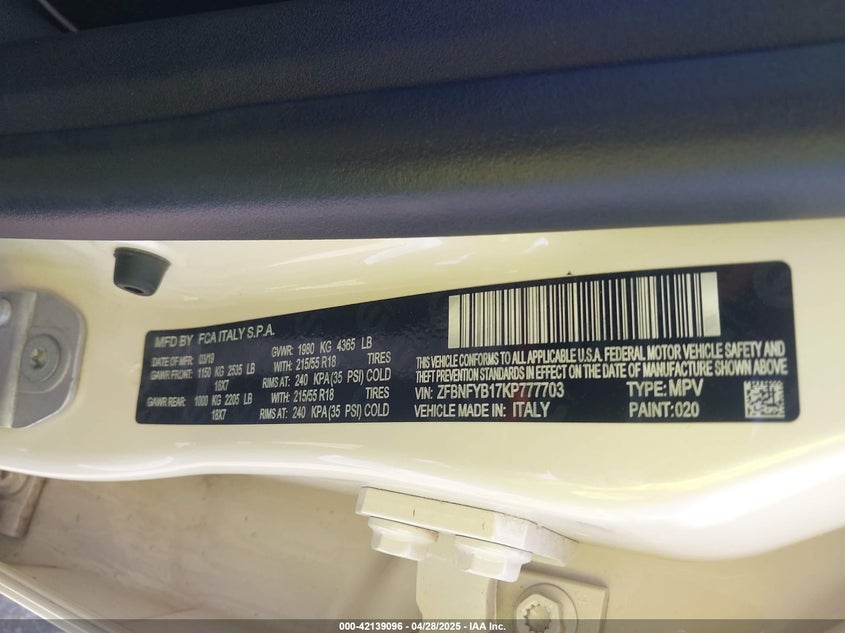 MFD BY FCA ITALY S.P.A.
DATE OF MFR: 03/19 GVWR: 1980 KG 4365 LB
GAWR FRONT: 1150 KG 2535 LB WITH: 215/55 R18 TIRES
18X7 RIMS AT: 240 KPA(35 PSI) COLD
GAWR REAR: 1000 KG 2205 LB WITH: 215/55 R18 TIRES
18X7 RIMS AT: 240 KPA(35 PSI) COLD
THIS VEHICLE CONFORMS TO ALL APPLICABLE U.S.A. FEDERAL MOTOR VEHICLE SAFETY AND
THEFT PREVENTION STANDARDS IN EFFECT ON THE DATE OF MANUFACTURE SHOWN ABOVE.
VIN: ZFBNFYB17KP777703 TYPE: MPV
VEHICLE MADE IN: ITALY PAINT: 020
000-42139096 - 04/28/2025 - IAA Inc.